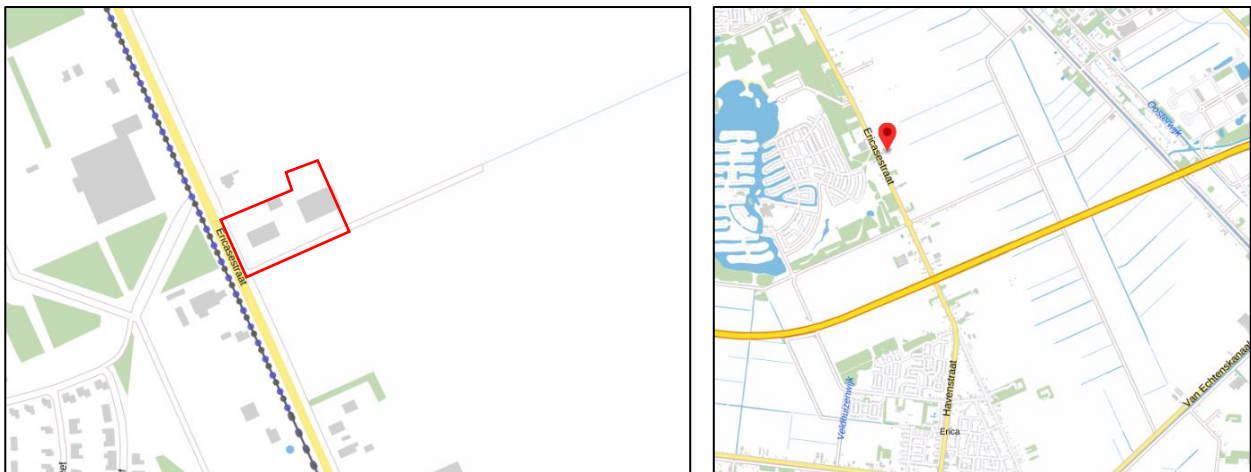 Ericasestraat
Ericasestraat
Oosterwijk
Havenstraat
Veldhuizenwijk
Van Echtenskanaal
Erica